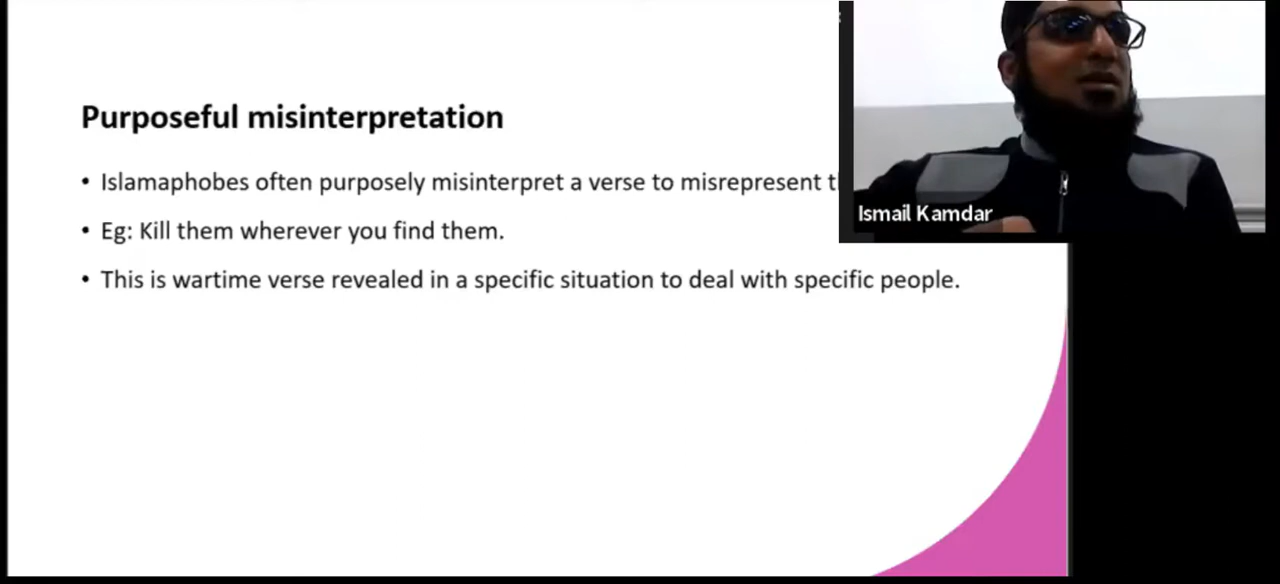 Purposeful misinterpretation
• Islamaphobes often purposely misinterpret a verse to misrepresent
• Eg: Kill them wherever you find them.
• This is wartime verse revealed in a specific situation to deal with specific people.
Ismail Kamdar